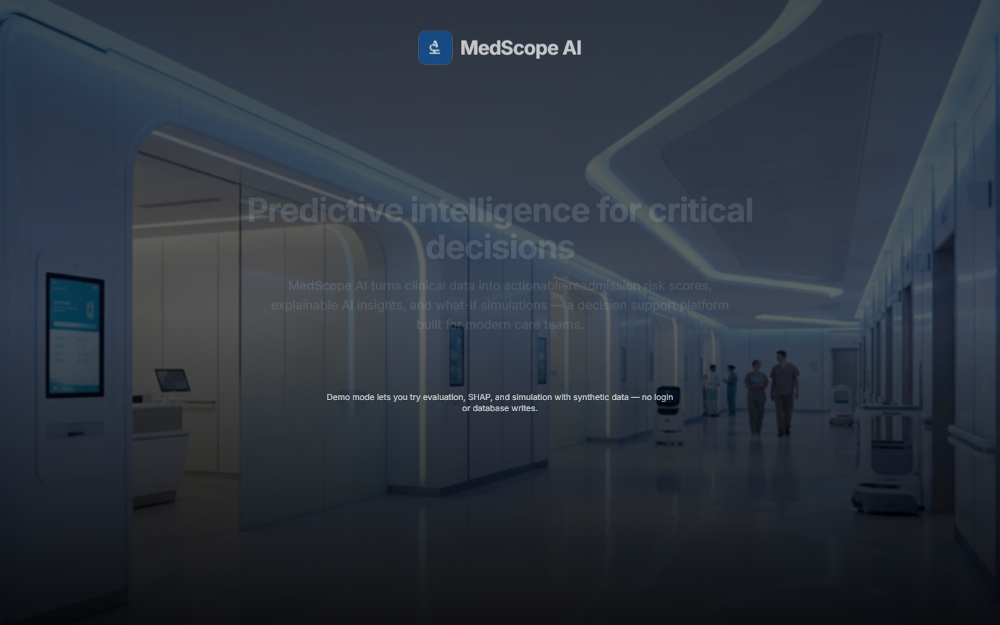 MedScope AI
Predictive intelligence for critical
decisions
MedScope AI turns clinical data into actionable readmission risk scores,
explainable AI insights, and what-if simulations — a decision support platform
built for modern care teams.
Demo mode lets you try evaluation, SHAP, and simulation with synthetic data — no login
or database writes.